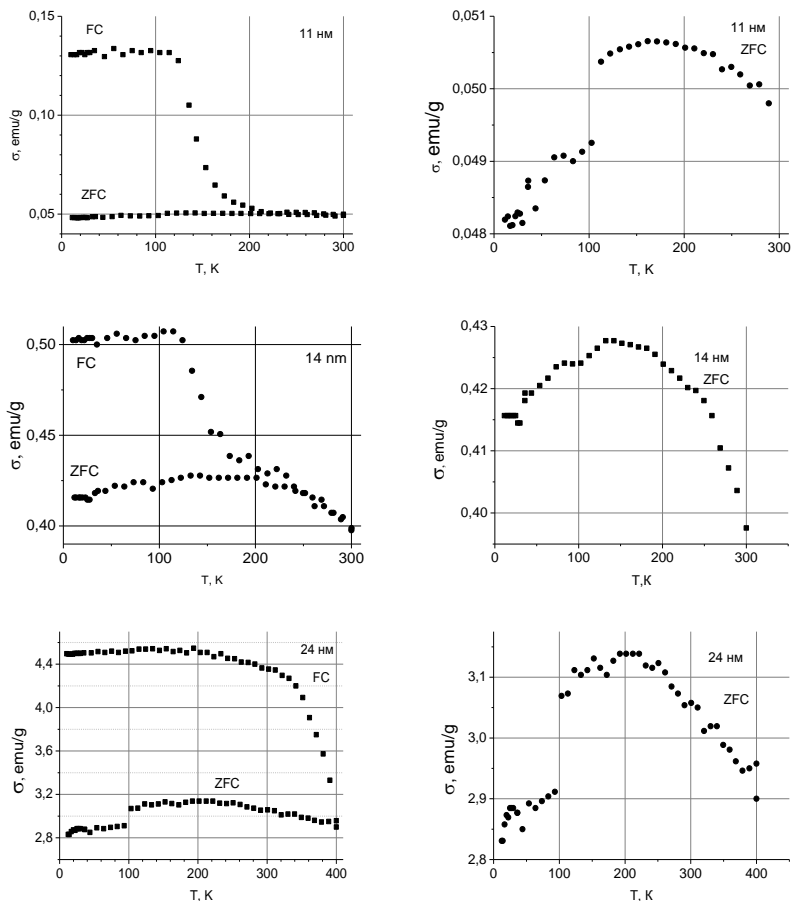 0,15
0,10
0,05
σ, emu/g
FC
11 нм
ZFC
0
100
200
300
T, K
0,051
0,050
0,049
0,048
σ, emu/g
11 нм
ZFC
0
100
200
300
T, K
0,50
0,45
0,40
σ, emu/g
14 nm
FC
ZFC
0
100
200
300
T, K
0,43
0,42
0,41
0,40
σ, emu/g
14 нм
ZFC
0
100
200
300
T,K
4,4
4,0
3,6
3,2
2,8
σ, emu/g
24 нм
FC
ZFC
0
100
200
300
400
T, K
3,1
3,0
2,9
2,8
σ, emu/g
24 нм
ZFC
0
100
200
300
400
T, К